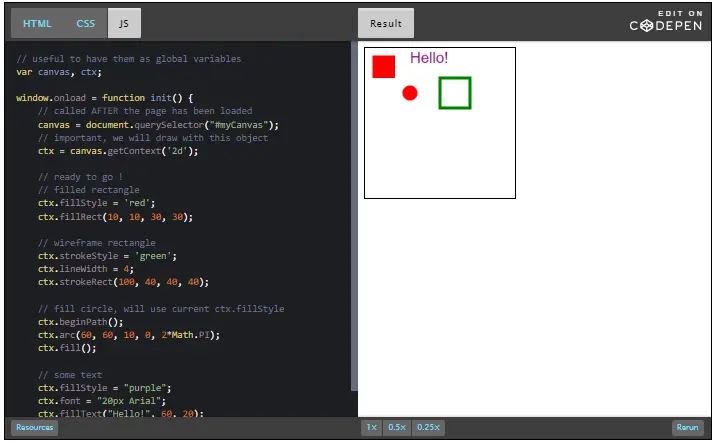 HTML CSS JS
// useful to have them as global variables
var canvas, ctx;
window.onload = function init() {
// called AFTER the page has been loaded
canvas = document.querySelector("#myCanvas");
// important, we will draw with this object
ctx = canvas.getContext('2d');
// ready to go !
// filled rectangle
ctx.fillStyle = 'red';
ctx.fillRect(10, 10, 30, 30);
// wireframe rectangle
ctx.strokeStyle = 'green';
ctx.lineWidth = 4;
ctx.strokeRect(100, 40, 40, 40);
// fill circle, will use current ctx.fillStyle
ctx.beginPath();
ctx.arc(60, 60, 10, 0, 2*Math.PI);
ctx.fill();
// some text
ctx.fillStyle = "purple";
ctx.font = "20px Arial";
ctx.fillText("Hello!", 60, 20);
Resources
Result
EDIT ON
CODEPEN
Hello!
1x 0.5x 0.25x
Rerun